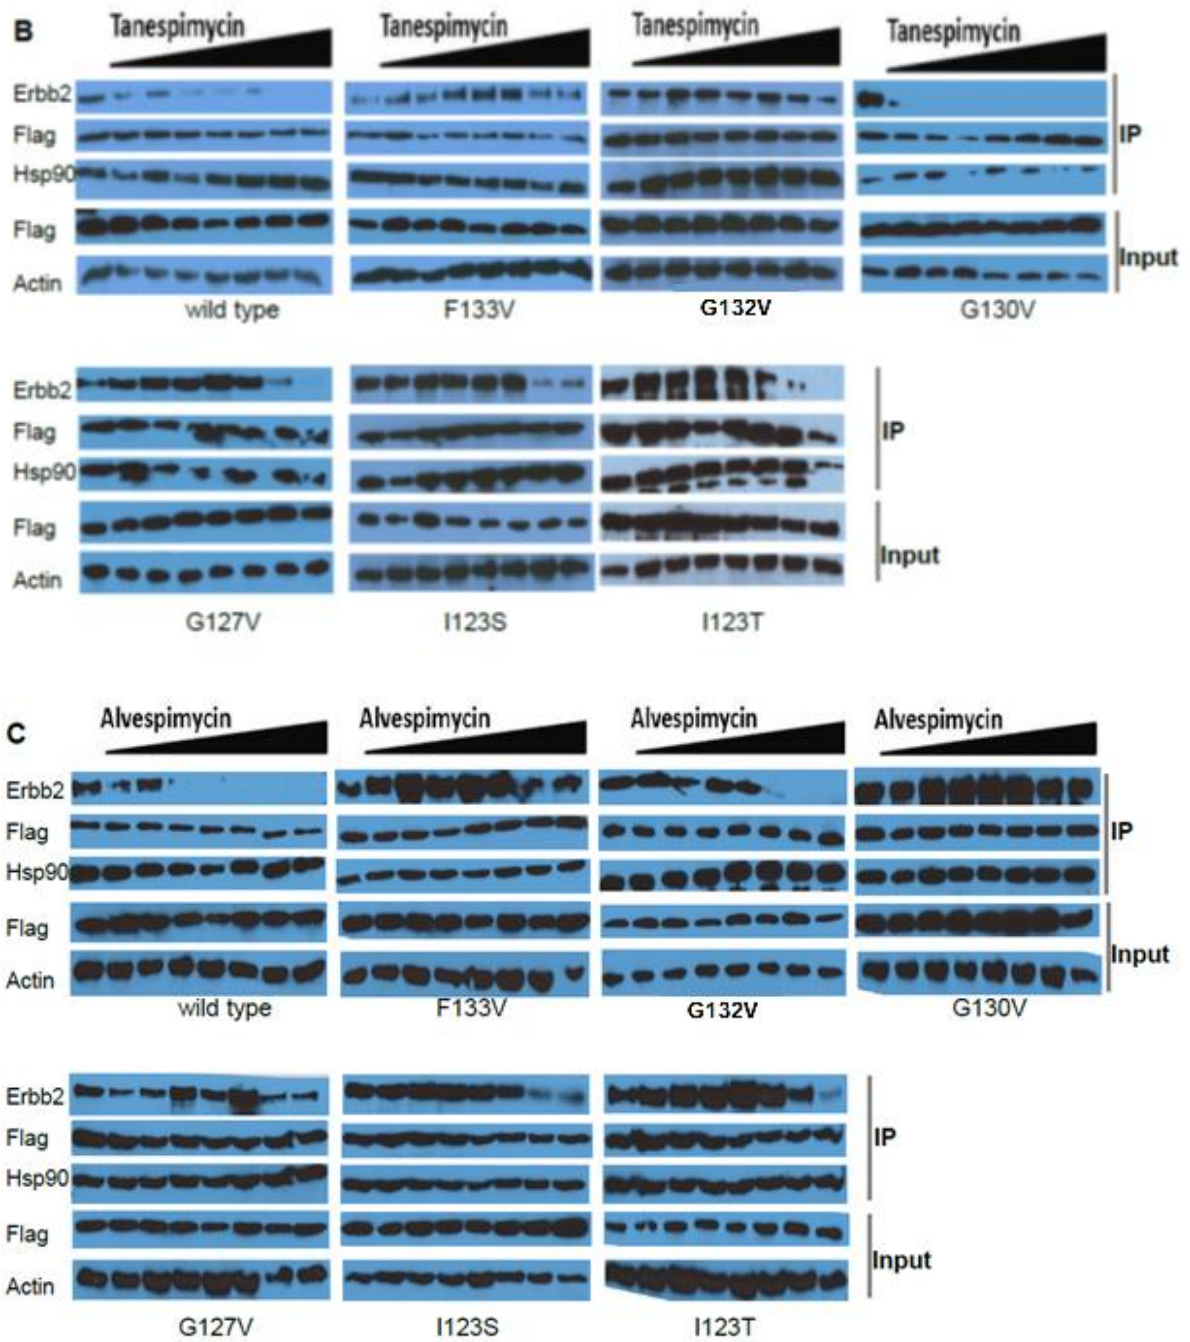 B
Tanespimycin Tanespimycin Tanespimycin Tanespimycin
Erbb2
Flag
IP
Hsp90
Flag
Input
Actin
wild type F133V G132V G130V
Erbb2
Flag
IP
Hsp90
Flag
Input
Actin
G127V I123S I123T
C
Alvespimycin Alvespimycin Alvespimycin Alvespimycin
Erbb2
Flag
IP
Hsp90
Flag
Input
Actin
wild type F133V G132V G130V
Erbb2
Flag
IP
Hsp90
Flag
Input
Actin
G127V I123S I123T